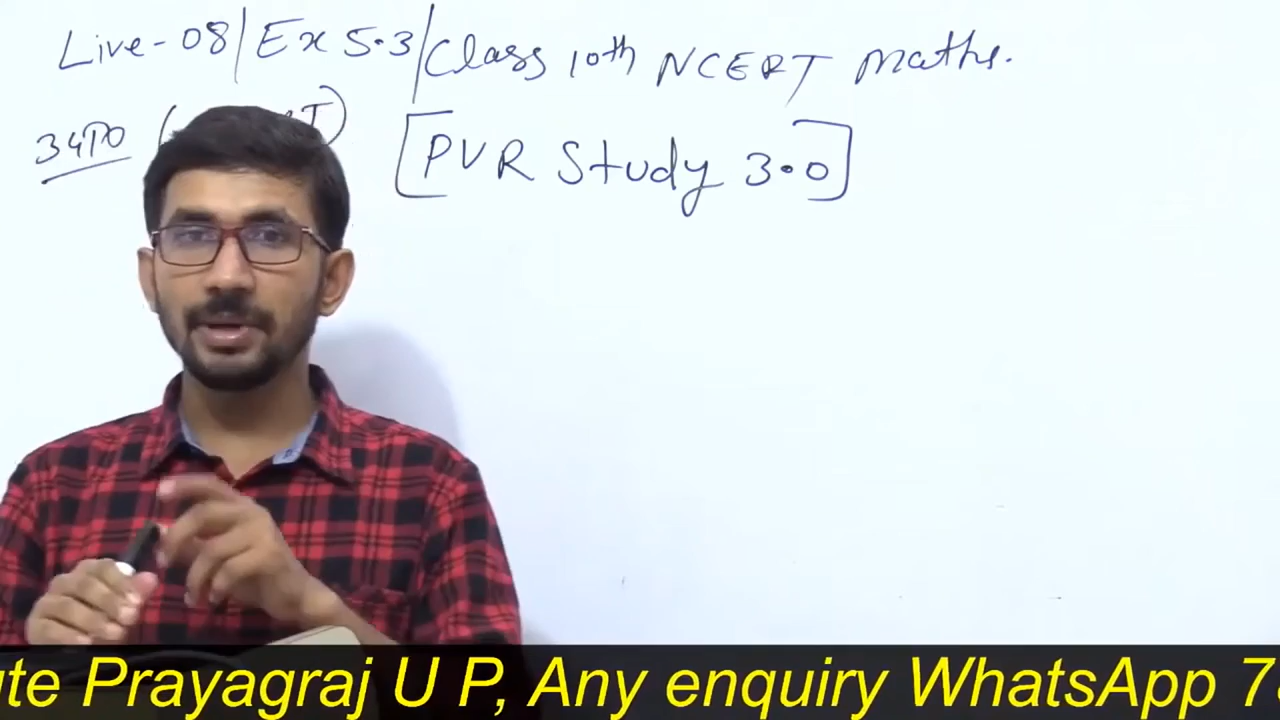 Live-08/Ex 5.3/Class 10th NCERT Maths.
[PVR Study 3.0]
ute Prayagraj U P, Any enquiry WhatsApp 7